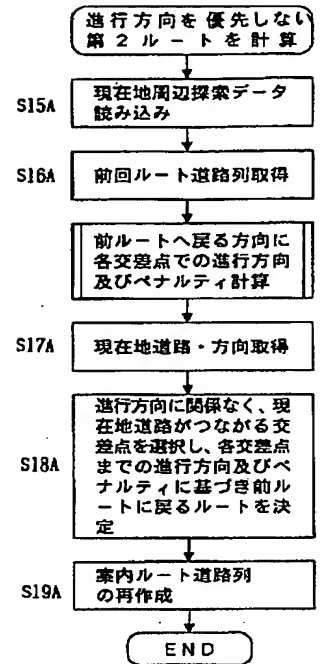 進行方向を優先しない
第２ルートを計算
S15A
現在地周辺探索データ
読み込み
S16A
前回ルート道路列取得
前ルートへ戻る方向に
各交差点での進行方向
及びペナルティ計算
S17A
現在地道路・方向取得
S18A
進行方向に関係なく、現
在地道路がつながる交
差点を選択し、各交差点
までの進行方向及びペ
ナルティに基づき前ルー
トに戻るルートを決
定
S19A
案内ルート道路列
の再作成
END